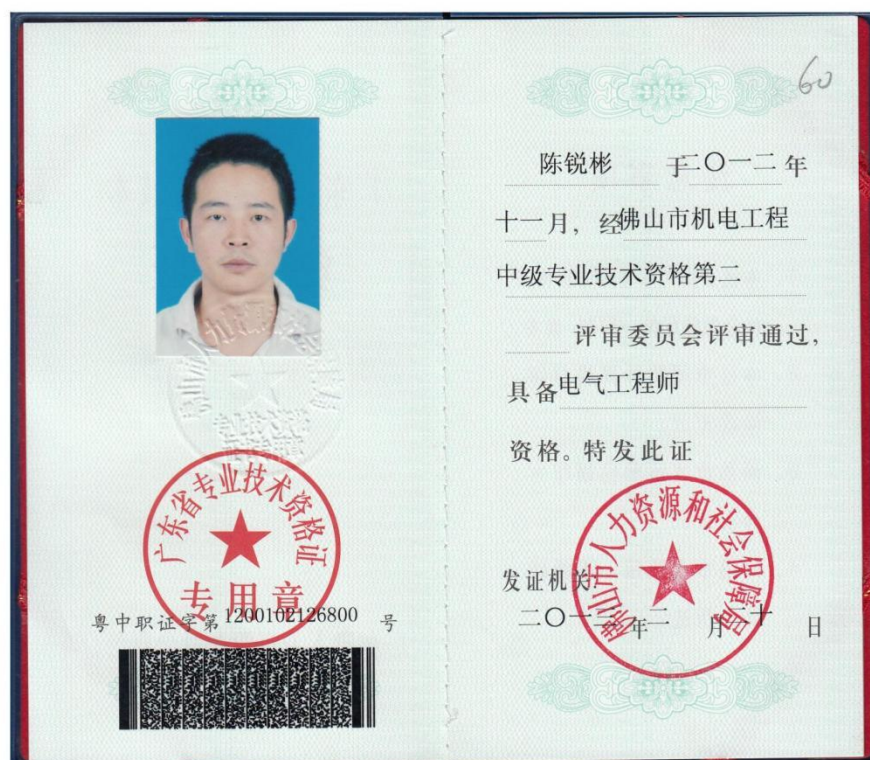 广东省专业技术资格证
专用章
粤中职证字第1200102126800号
60
陈锐彬 于二〇一二年
十一月，经佛山市机电工程
中级专业技术资格第二
评审委员会评审通过，
具备电气工程师
资格。特发此证
佛山市人力资源和社会保障局
发证机关
二〇一三年二月二十日